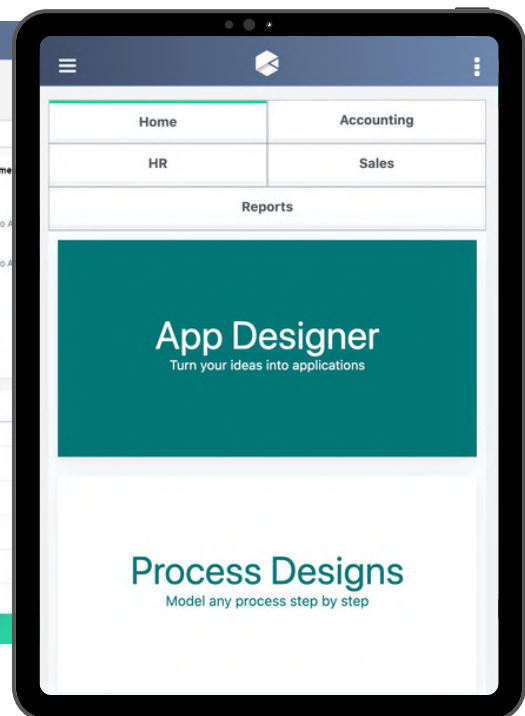 Home
Accounting
HR
Sales
Reports
App Designer
Turn your ideas into applications
Process Designs
Model any process step by step